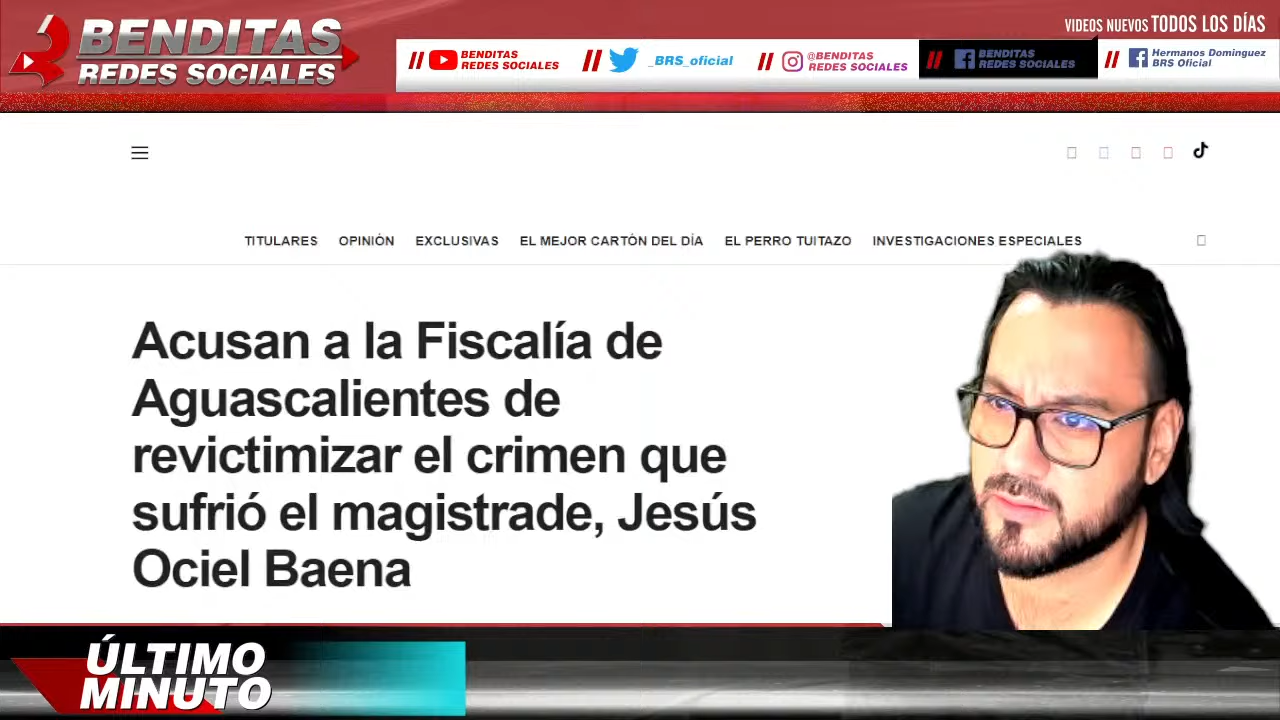 BENDITAS
REDES SOCIALES
VIDEOS NUEVOS TODOS LOS DÍAS
// BENDITAS
REDES SOCIALES
// _BRS_oficial
// @BENDITAS
REDES SOCIALES
// BENDITAS
REDES SOCIALES
// Hermanos Dominguez
BRS Oficial
TITULARES OPINIÓN EXCLUSIVAS EL MEJOR CARTÓN DEL DÍA EL PERRO TUITAZO INVESTIGACIONES ESPECIALES
Acusan a la Fiscalía de
Aguascalientes de
revictimizar el crimen que
sufrió el magistrade, Jesús
Ociel Baena
ÚLTIMO
MINUTO